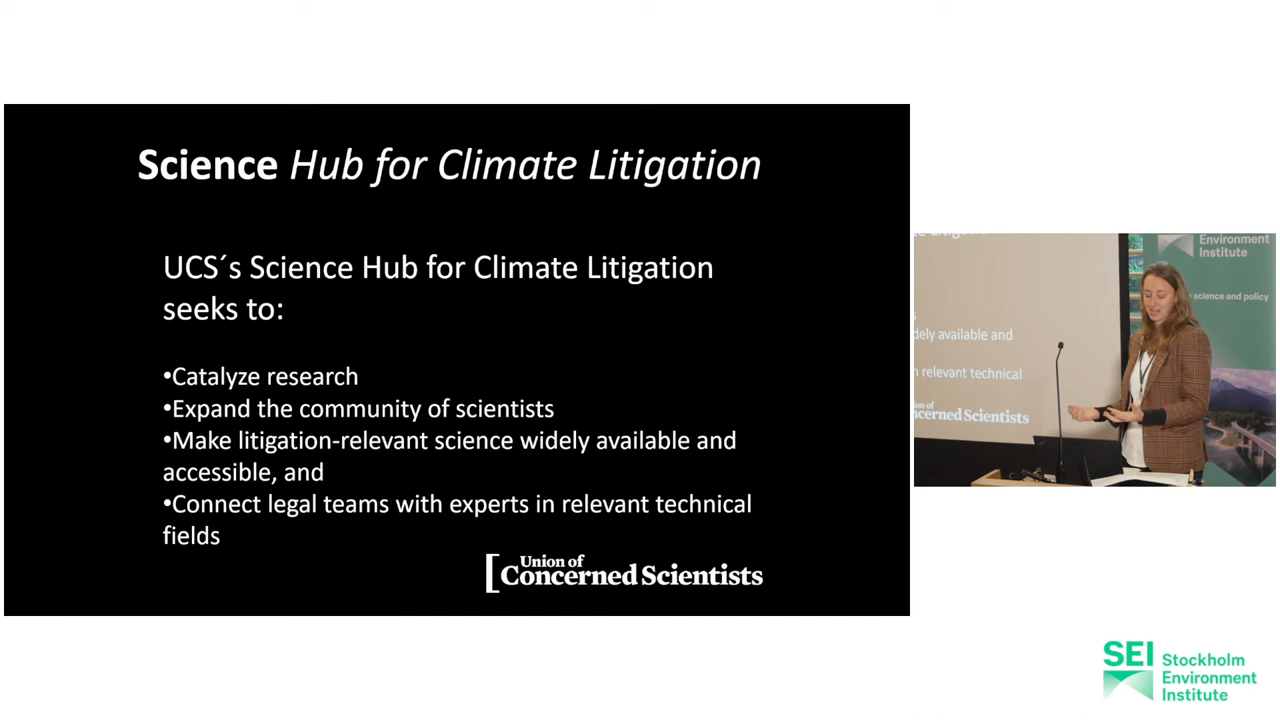 Science Hub for Climate Litigation
UCS´s Science Hub for Climate Litigation
seeks to:
•Catalyze research
•Expand the community of scientists
•Make litigation-relevant science widely available and
accessible, and
•Connect legal teams with experts in relevant technical
fields
Union of
Concerned Scientists
Environment
Institute
science and policy
available and
relevant technical
Scientists
SEI Stockholm
Environment
Institute